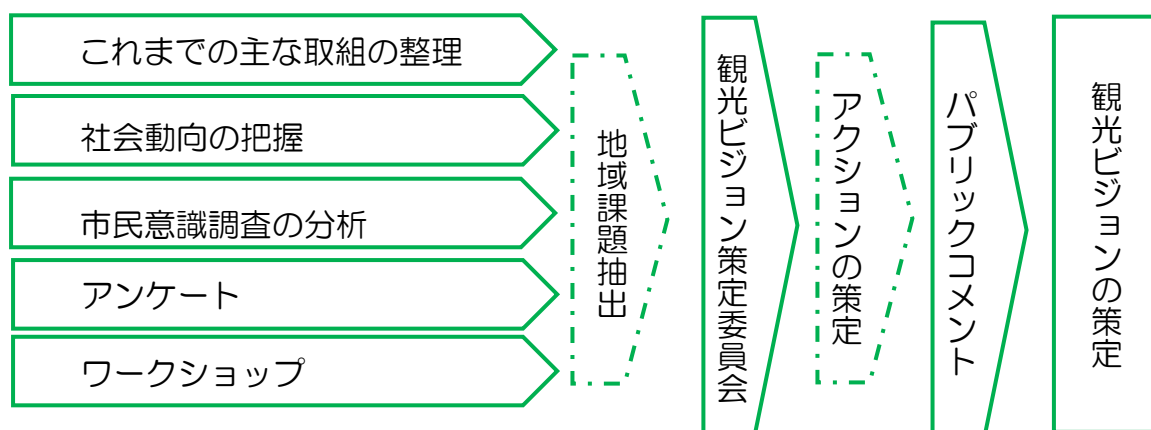 これまでの主な取組の整理
社会動向の把握
市民意識調査の分析
アンケート
ワークショップ
地域課題抽出
観光ビジョン策定委員会
アクションの策定
パブリックコメント
観光ビジョンの策定